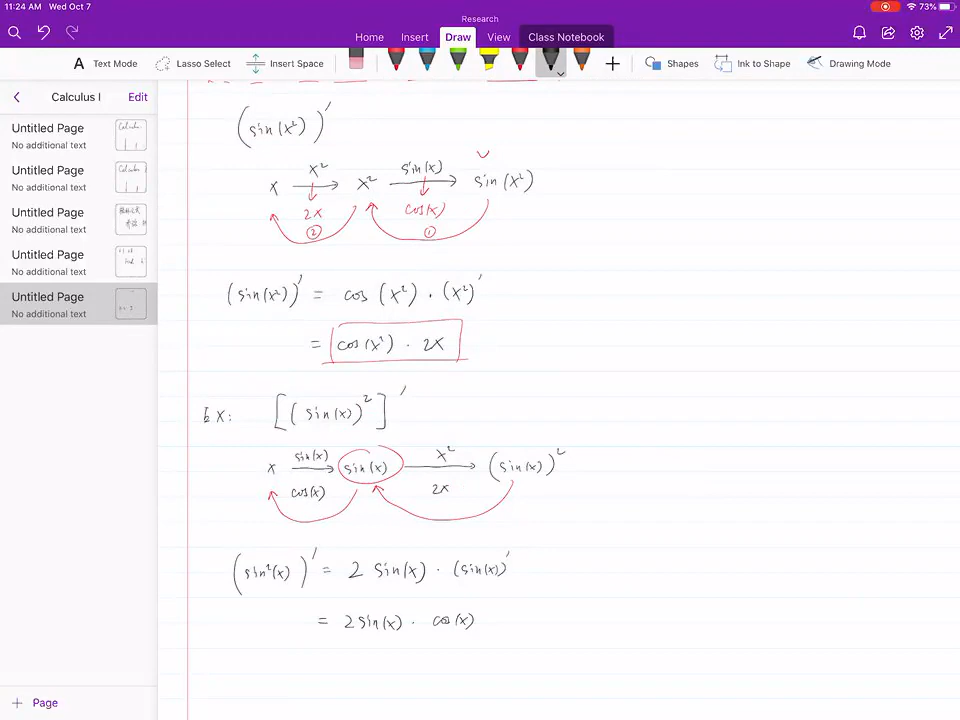 11:24 AM Wed Oct 7
Research
73%
Home Insert Draw View Class Notebook
A Text Mode Lasso Select Insert Space Shapes Ink to Shape Drawing Mode
Calculus I Edit
Untitled Page
No additional text
Untitled Page
No additional text
Untitled Page
No additional text
Untitled Page
No additional text
Untitled Page
No additional text
+ Page
(sin(x²))′
x² sin(x)
x → x² → sin(x²)
2x cos(x)
② ①
(sin(x²))′ = cos(x²) · (x²)′
= cos(x²) · 2x
EX: [(sin(x))²]′
sin(x) x²
x → sin(x) → (sin(x))²
cos(x) 2x
(sin²(x))′ = 2 sin(x) · (sin(x))′
= 2 sin(x) · cos(x)